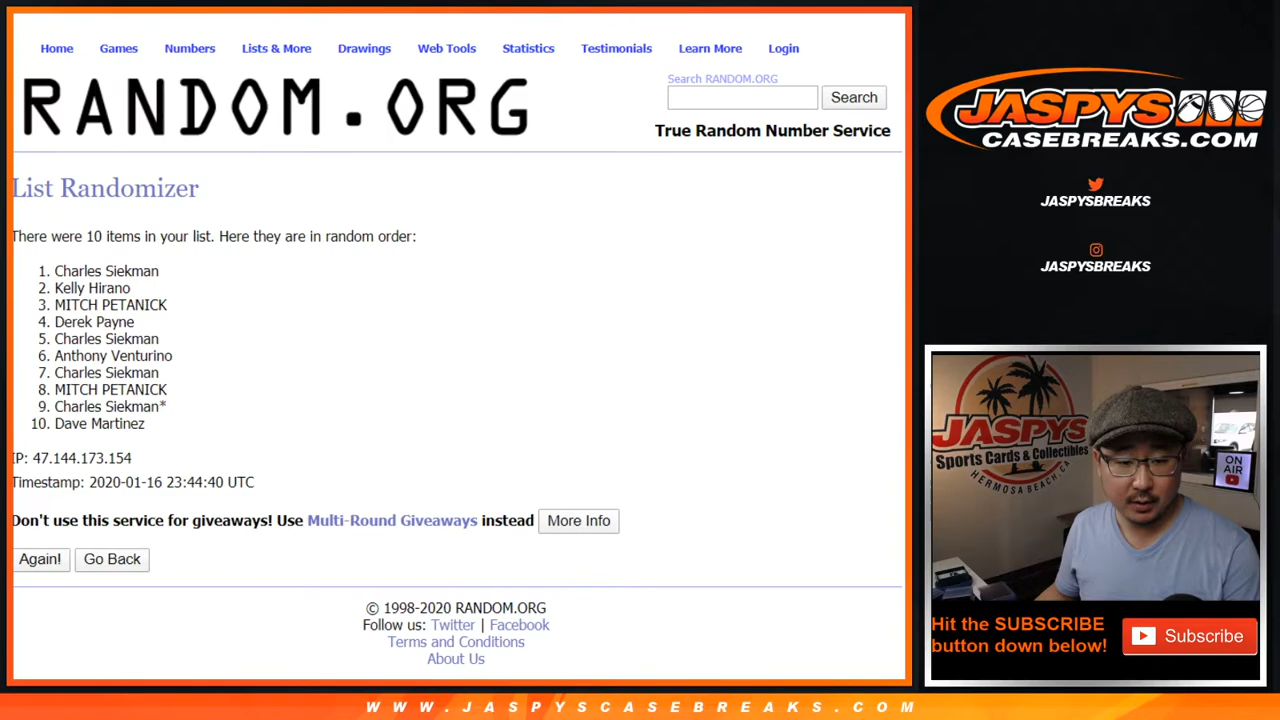 Home Games Numbers Lists & More Drawings Web Tools Statistics Testimonials Learn More Login
RANDOM.ORG
Search RANDOM.ORG
Search
True Random Number Service
List Randomizer
There were 10 items in your list. Here they are in random order:
1. Charles Siekman
2. Kelly Hirano
3. MITCH PETANICK
4. Derek Payne
5. Charles Siekman
6. Anthony Venturino
7. Charles Siekman
8. MITCH PETANICK
9. Charles Siekman*
10. Dave Martinez
IP: 47.144.173.154
Timestamp: 2020-01-16 23:44:40 UTC
Don't use this service for giveaways! Use Multi-Round Giveaways instead More Info
Again! Go Back
© 1998-2020 RANDOM.ORG
Follow us: Twitter | Facebook
Terms and Conditions
About Us
JASPYS
CASEBREAKS.COM
JASPYSBREAKS
JASPYSBREAKS
JASPYS
Sports Cards & Collectibles
HERMOSA BEACH, CA
ON
AIR
Hit the SUBSCRIBE
button down below!
Subscribe
WWW.JASPYSCASEBREAKS.COM